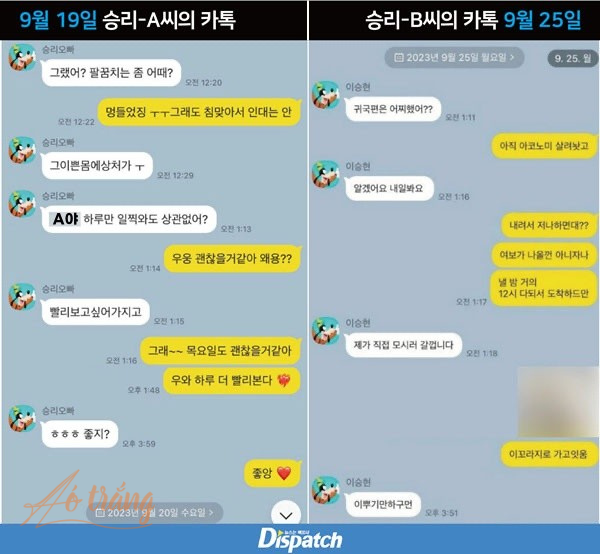 9월 19일 승리-A씨의 카톡
승리오빠
그랬어? 팔꿈치는 좀 어때?
오전 12:20
멍들었징 ㅜㅜ그래도 침맞아서 인대는 안
오전 12:22
승리오빠
그이쁜몸에상처가 ㅜ
오전 12:29
승리오빠
A야 하루만 일찍와도 상관없어?
오전 1:13
우웅 괜찮을거같아 왜용??
오전 1:14
승리오빠
빨리보고싶어가지고
오전 1:15
그래~~ 목요일도 괜찮을거같아
오전 1:16
우와 하루 더 빨리본다
오후 1:48
승리오빠
ㅎㅎㅎ 좋지?
오후 3:59
좋앙
2023년 9월 20일 수요일 >
Áo trắng
승리-B씨의 카톡 9월 25일
2023년 9월 25일 월요일 >
9. 25. 월
이승현
귀국편은 어찌했어??
오전 1:11
아직 이코노미 살려놧고
이승현
알겠어요 내일봐요
오전 1:16
내려서 저나하면대??
여보가 나올껀 아니자나
낼 밤 거의
12시 다되서 도착하드만
오전 1:17
이승현
제가 직접 모시러 갈껍니다
오전 1:18
이꼬라지로 가고잇움
이승현
이뿌기만하구먼
오전 3:51
뉴스는 팩트다
Dispatch